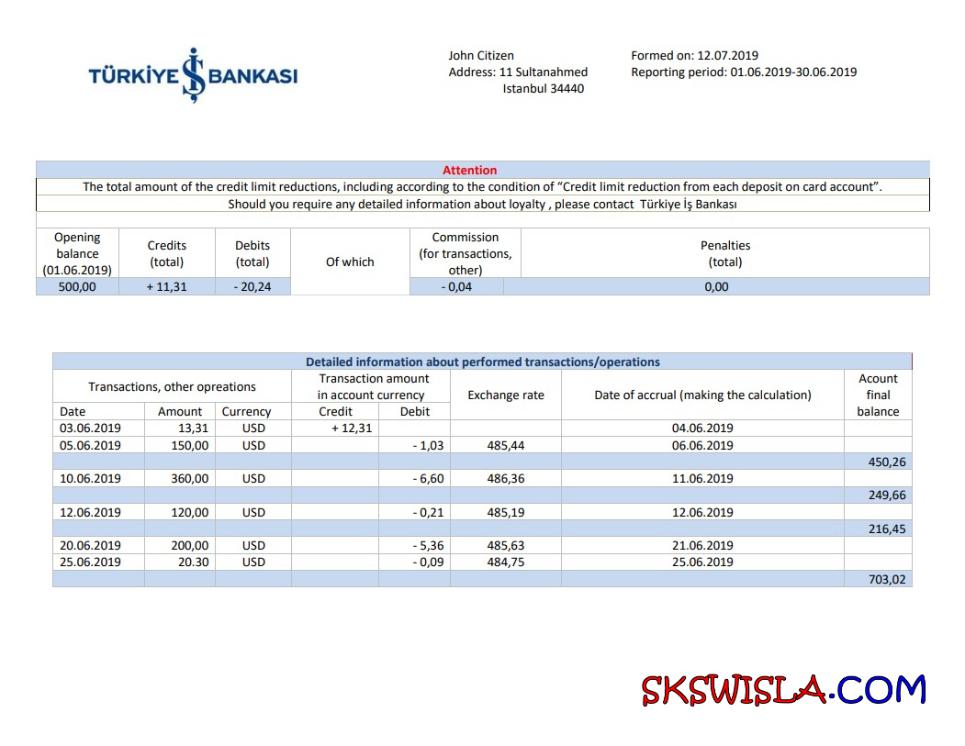 TÜRKİYE İŞ BANKASI
John Citizen
Address: 11 Sultanahmed
Istanbul 34440
Formed on: 12.07.2019
Reporting period: 01.06.2019-30.06.2019
Attention
The total amount of the credit limit reductions, including according to the condition of “Credit limit reduction from each deposit on card account”.
Should you require any detailed information about loyalty , please contact Türkiye İş Bankası
Opening balance (01.06.2019) Credits (total) Debits (total) Of which Commission (for transactions, other) Penalties (total)
500,00 + 11,31 - 20,24 - 0,04 0,00
Detailed information about performed transactions/operations
Transactions, other opreations Transaction amount in account currency Exchange rate Date of accrual (making the calculation) Acount final balance
Date Amount Currency Credit Debit
03.06.2019 13,31 USD + 12,31 04.06.2019
05.06.2019 150,00 USD - 1,03 485,44 06.06.2019
450,26
10.06.2019 360,00 USD - 6,60 486,36 11.06.2019
249,66
12.06.2019 120,00 USD - 0,21 485,19 12.06.2019
216,45
20.06.2019 200,00 USD - 5,36 485,63 21.06.2019
25.06.2019 20.30 USD - 0,09 484,75 25.06.2019
703,02
SKSWISLA.COM